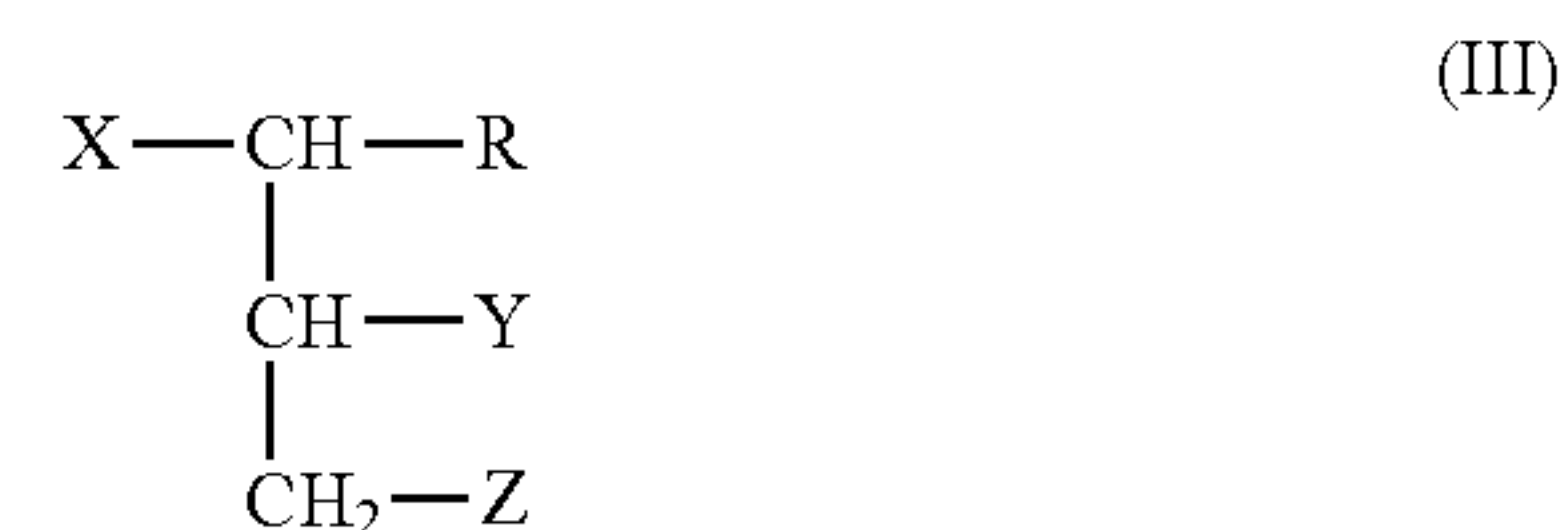 (III)
X—CH—R
CH—Y
CH₂—Z